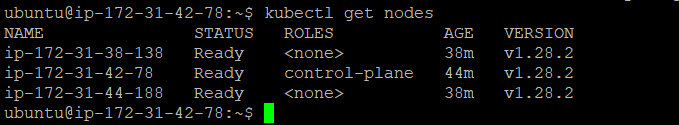 ubuntu@ip-172-31-42-78:~$ kubectl get nodes
NAME STATUS ROLES AGE VERSION
ip-172-31-38-138 Ready <none> 38m v1.28.2
ip-172-31-42-78 Ready control-plane 44m v1.28.2
ip-172-31-44-188 Ready <none> 38m v1.28.2
ubuntu@ip-172-31-42-78:~$